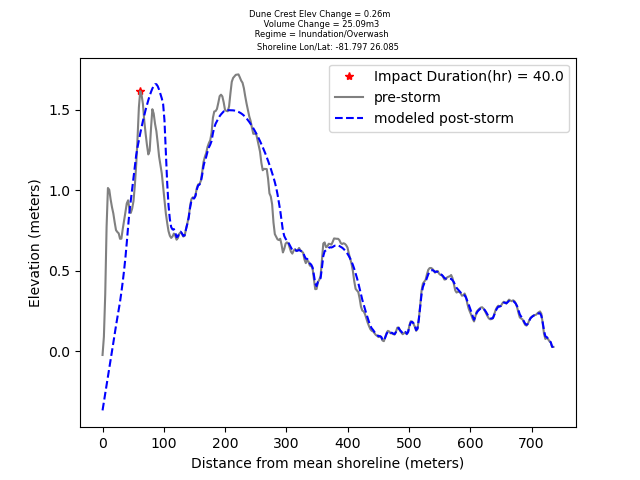 Dune Crest Elev Change = 0.26m
Volume Change = 25.09m3
Regime = Inundation/Overwash
Shoreline Lon/Lat: -81.797 26.085
Impact Duration(hr) = 40.0
pre-storm
modeled post-storm
1.5
1.0
0.5
0.0
Elevation (meters)
0 100 200 300 400 500 600 700
Distance from mean shoreline (meters)